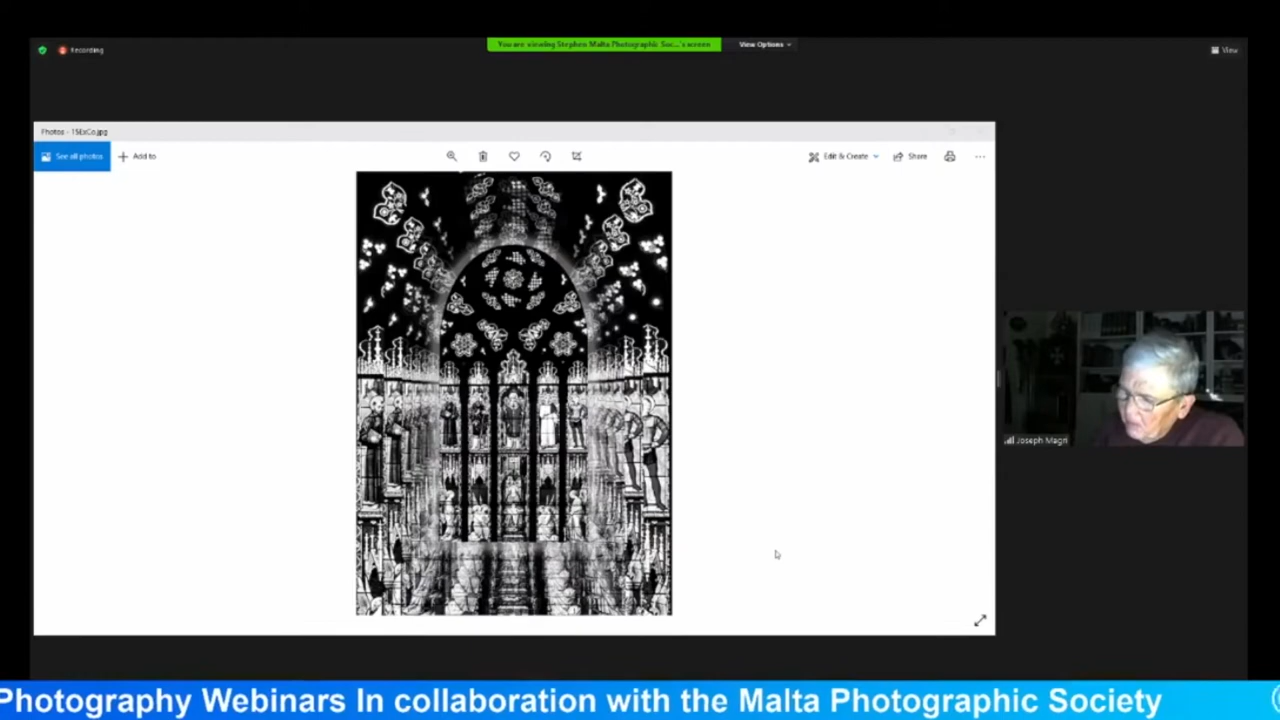 Recording
You are viewing Stephen Malta Photographic Soc...'s screen
View Options
View
Photos - 15ExCo.jpg
See all photos
Add to
Edit & Create
Share
Joseph Magri
Photography Webinars In collaboration with the Malta Photographic Society